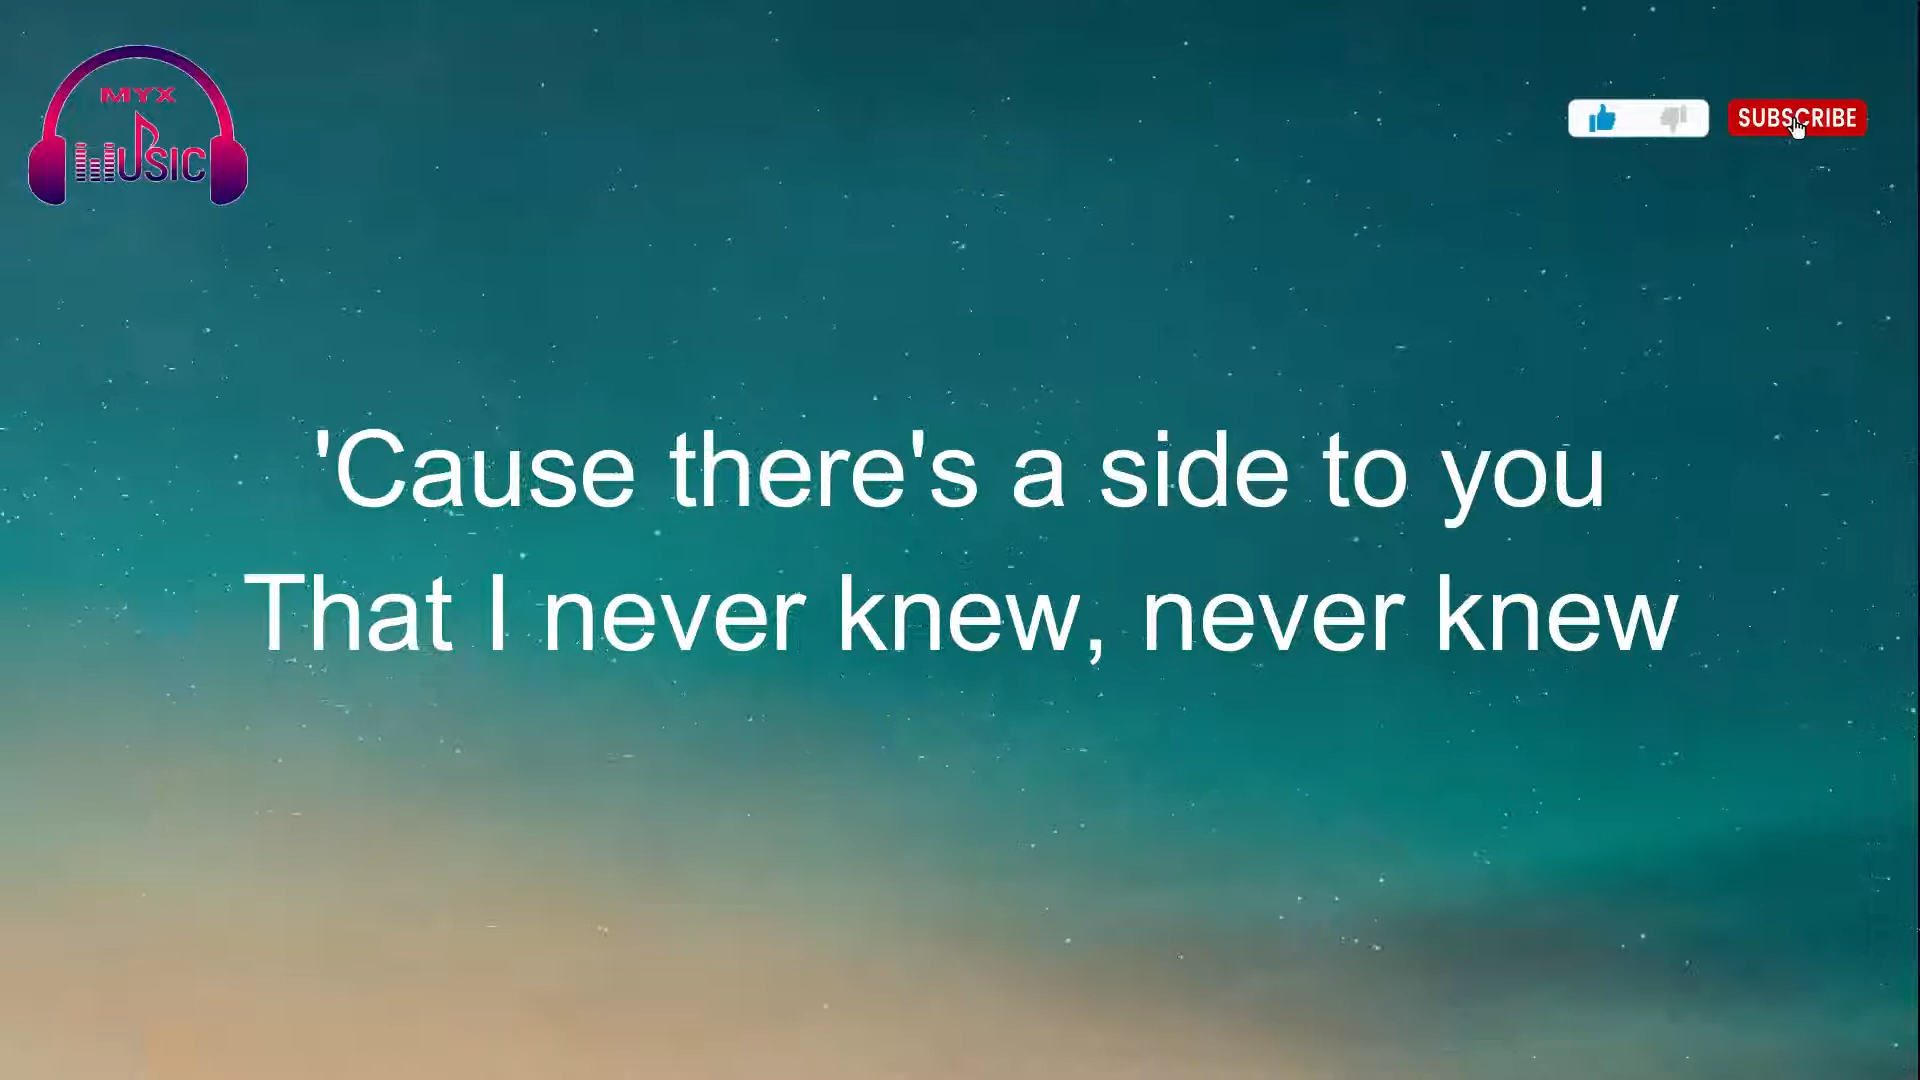 MYX
MUSIC
SUBSCRIBE
'Cause there's a side to you
That I never knew, never knew